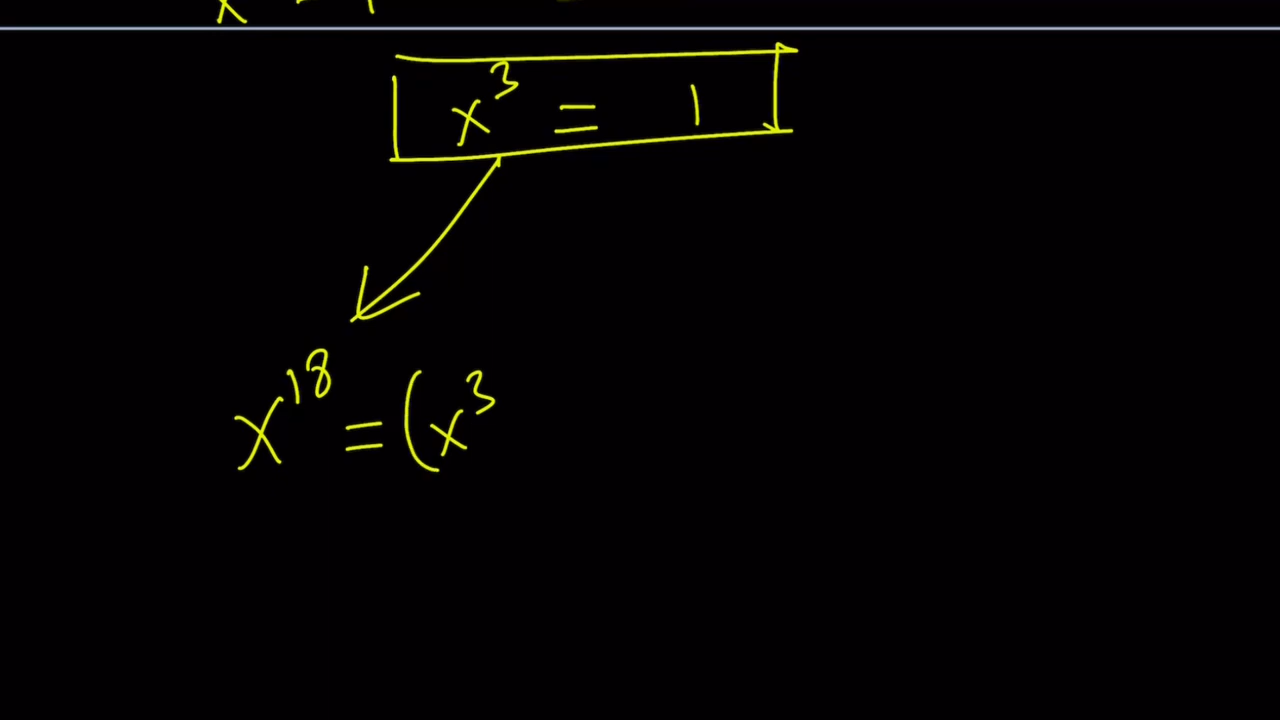 x³ = 1
x¹⁸ = (x³